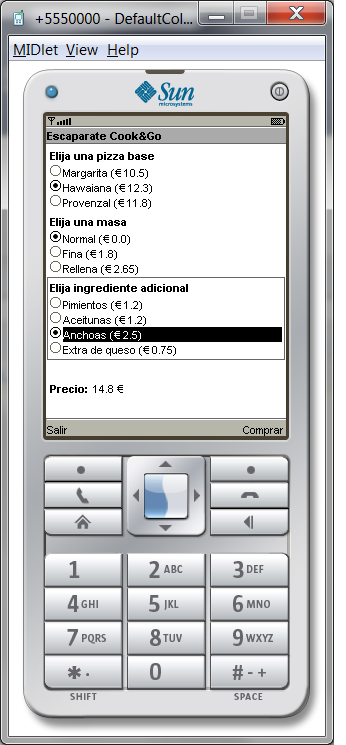 +5550000 - DefaultCol...
MIDlet View Help
Sun
microsystems
Escaparate Cook&Go
Elija una pizza base
Margarita (€10.5)
Hawaiana (€12.3)
Provenzal (€11.8)
Elija una masa
Normal (€0.0)
Fina (€1.8)
Rellena (€2.65)
Elija ingrediente adicional
Pimientos (€1.2)
Aceitunas (€1.2)
Anchoas (€2.5)
Extra de queso (€0.75)
Precio: 14.8 €
Salir Comprar
1 2 ABC 3 DEF
4 GHI 5 JKL 6 MNO
7 PQRS 8 TUV 9 WXYZ
* . 0 # - +
SHIFT SPACE